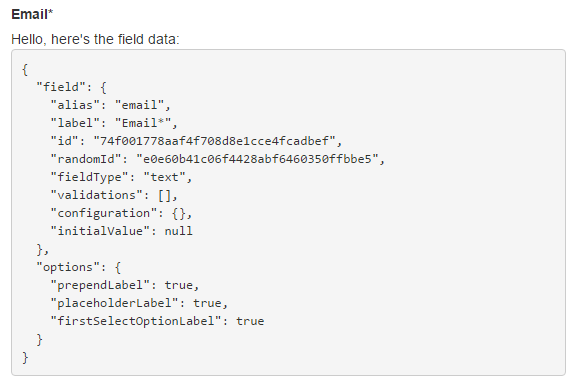 Email*
Hello, here's the field data:
{
  "field": {
    "alias": "email",
    "label": "Email*",
    "id": "74f001778aaf4f708d8e1cce4fcadbef",
    "randomId": "e0e60b41c06f4428abf6460350ffbbe5",
    "fieldType": "text",
    "validations": [],
    "configuration": {},
    "initialValue": null
  },
  "options": {
    "prependLabel": true,
    "placeholderLabel": true,
    "firstSelectOptionLabel": true
  }
}